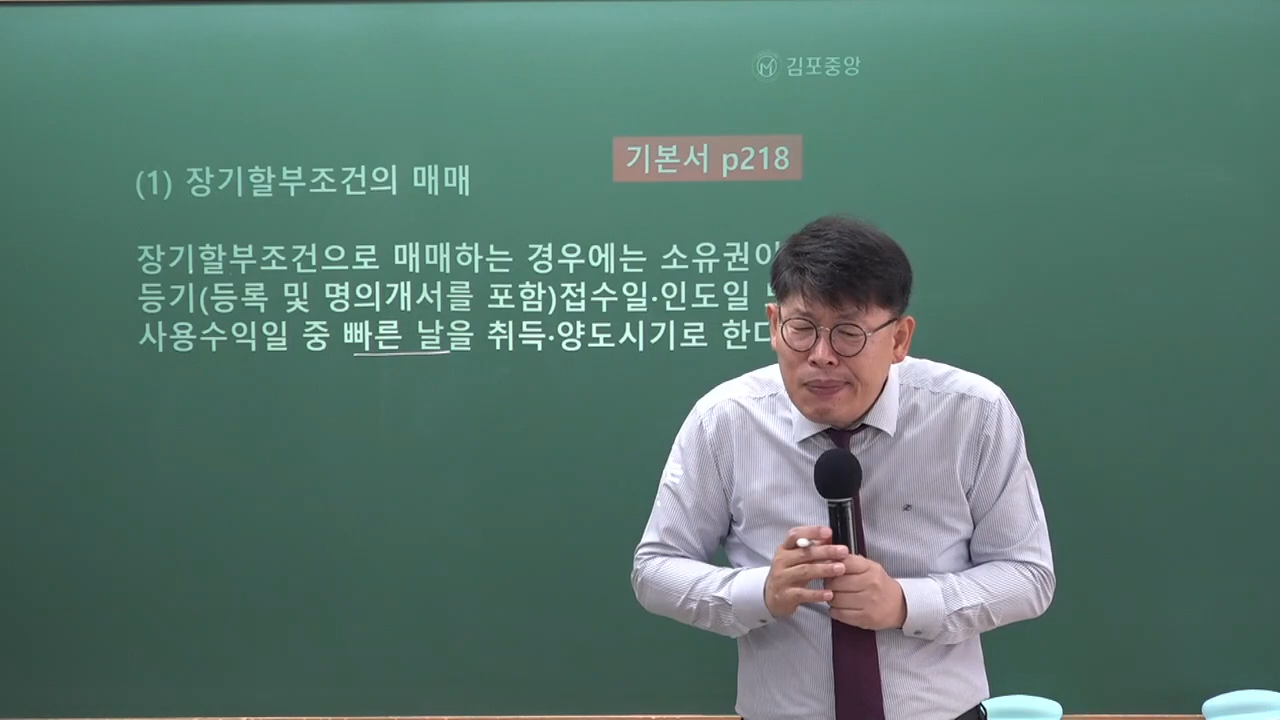 김포중앙
기본서 p218
(1) 장기할부조건의 매매
장기할부조건으로 매매하는 경우에는 소유권이
등기(등록 및 명의개서를 포함)접수일·인도일
사용수익일 중 빠른 날을 취득·양도시기로 한다